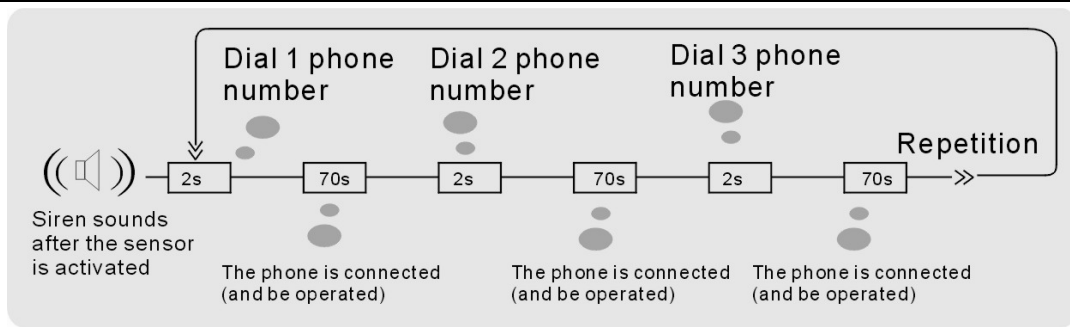 Dial 1 phone
number
Dial 2 phone
number
Dial 3 phone
number
Repetition
2s
70s
2s
70s
2s
70s
Siren sounds
after the sensor
is activated
The phone is connected
(and be operated)
The phone is connected
(and be operated)
The phone is connected
(and be operated)